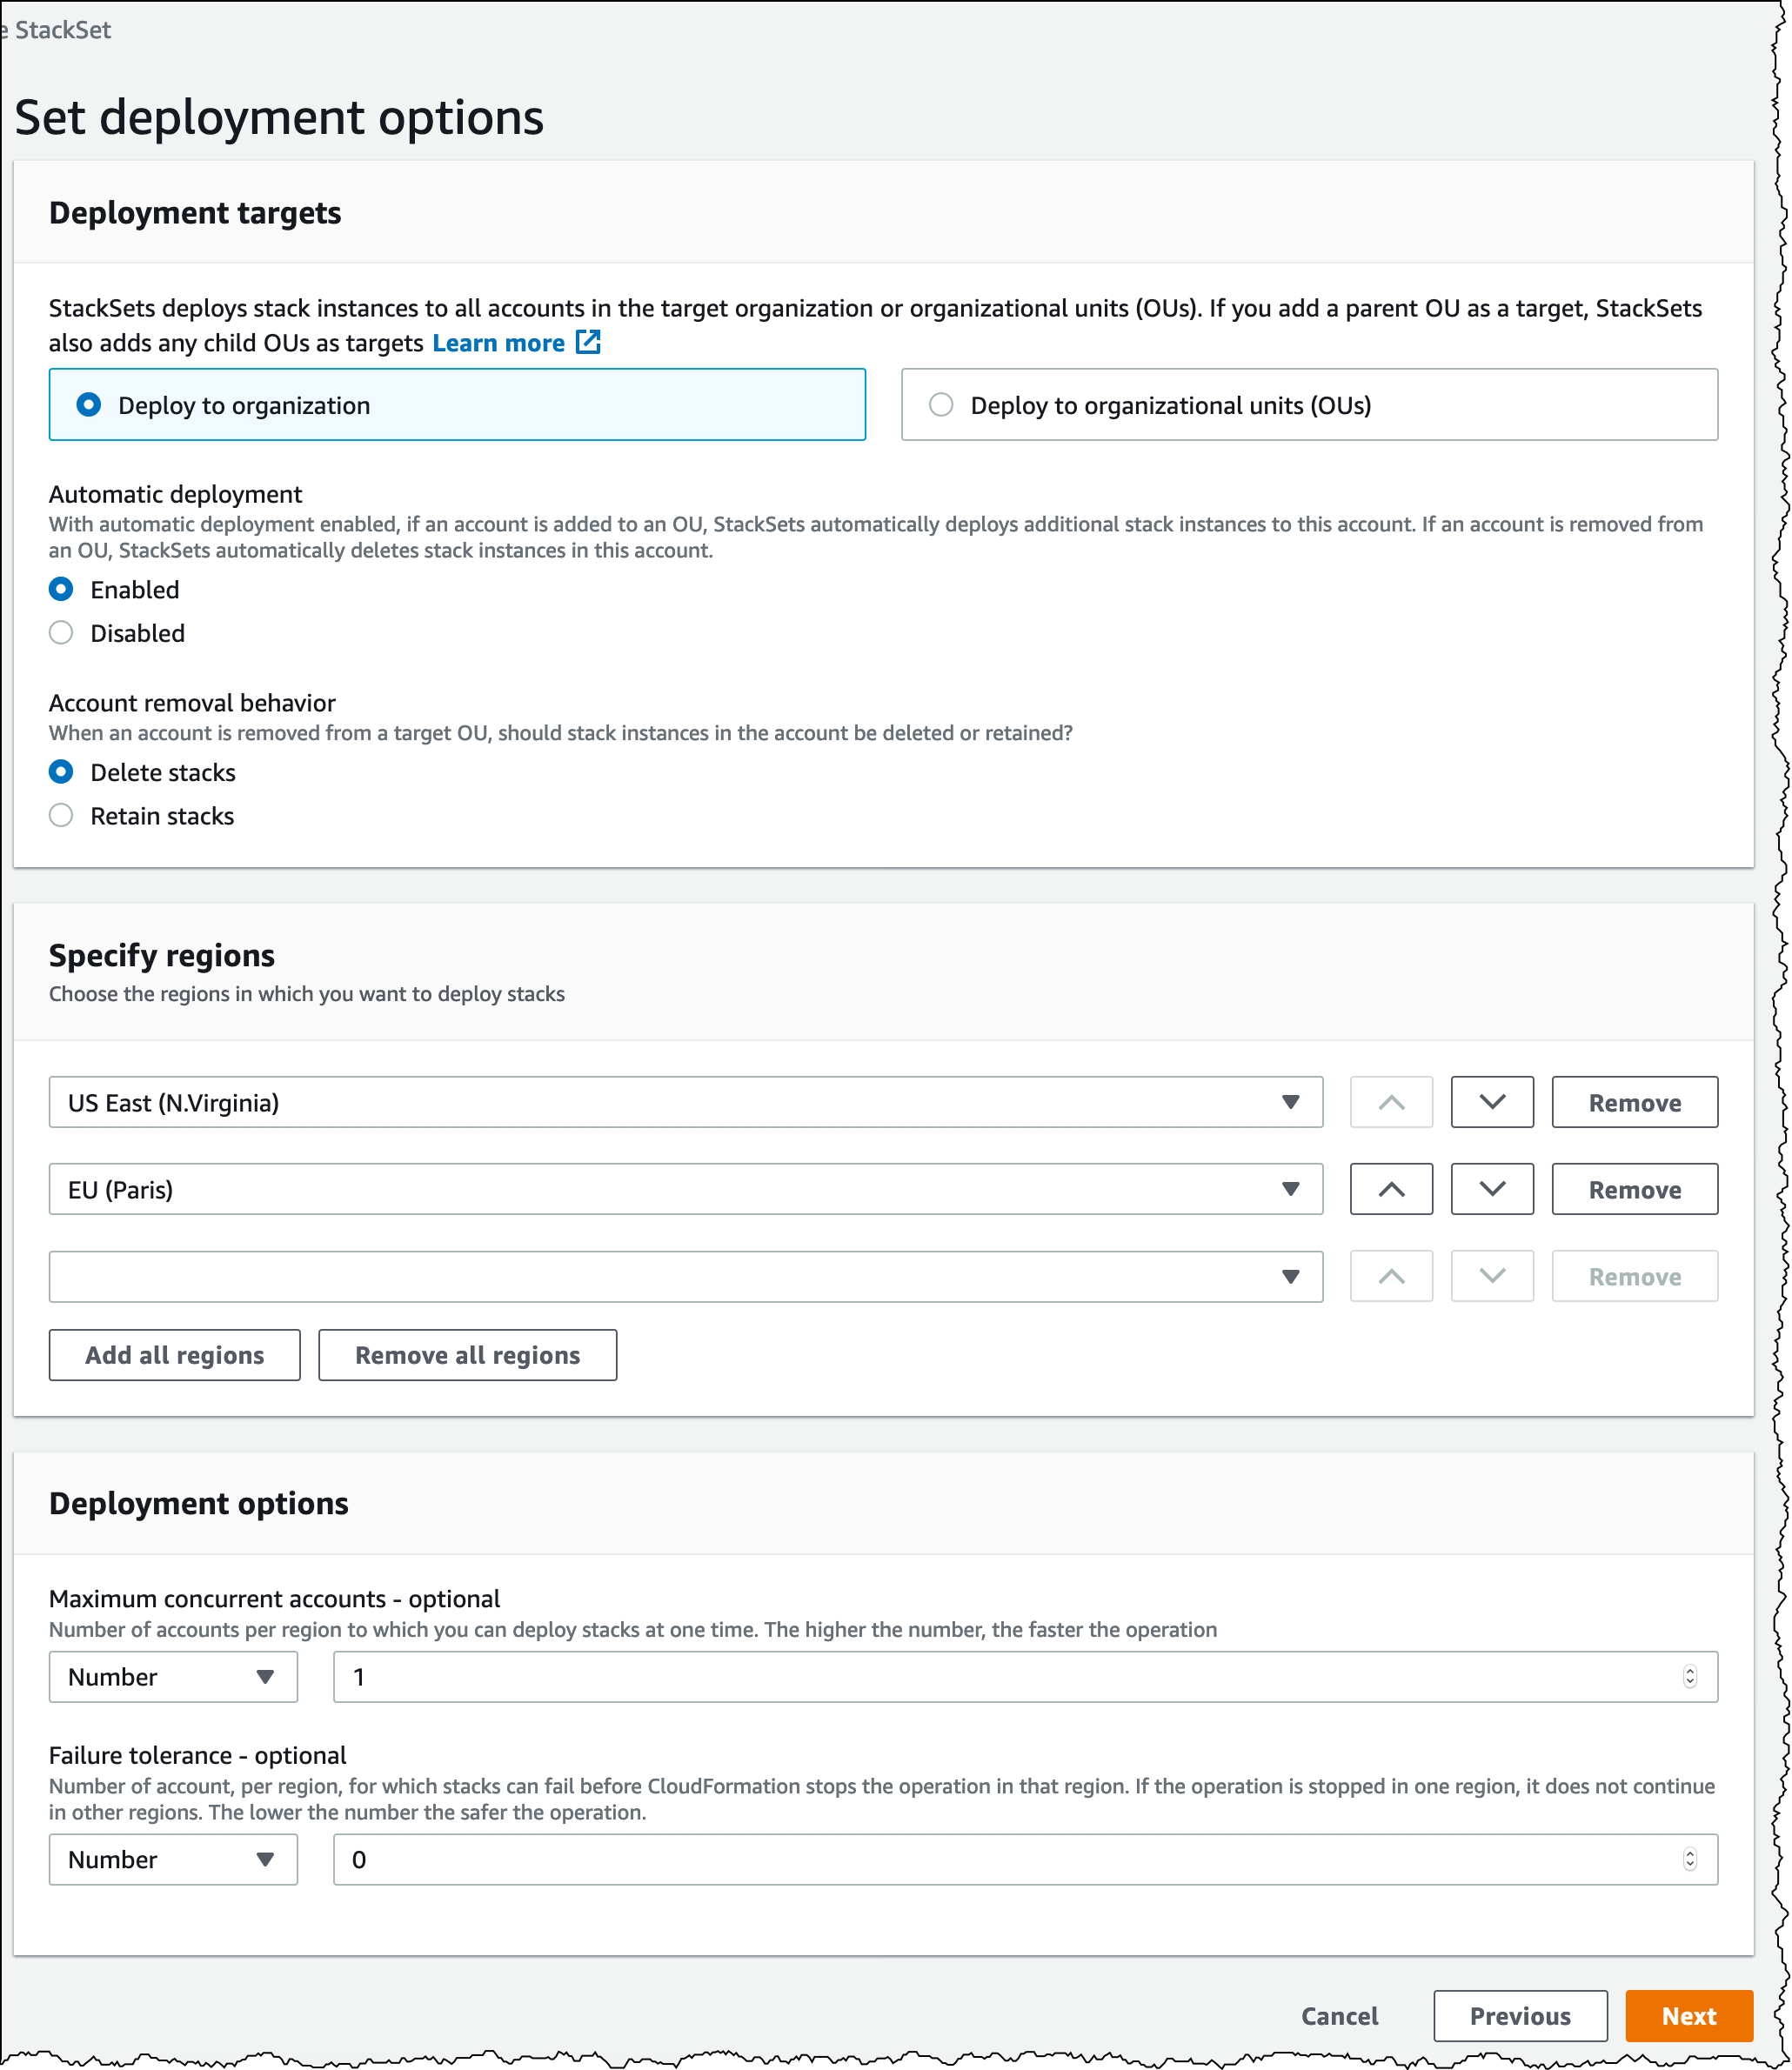 e StackSet
Set deployment options
Deployment targets
StackSets deploys stack instances to all accounts in the target organization or organizational units (OUs). If you add a parent OU as a target, StackSets
also adds any child OUs as targets Learn more
Deploy to organization
Deploy to organizational units (OUs)
Automatic deployment
With automatic deployment enabled, if an account is added to an OU, StackSets automatically deploys additional stack instances to this account. If an account is removed from
an OU, StackSets automatically deletes stack instances in this account.
Enabled
Disabled
Account removal behavior
When an account is removed from a target OU, should stack instances in the account be deleted or retained?
Delete stacks
Retain stacks
Specify regions
Choose the regions in which you want to deploy stacks
US East (N.Virginia)
Remove
EU (Paris)
Remove
Remove
Add all regions
Remove all regions
Deployment options
Maximum concurrent accounts - optional
Number of accounts per region to which you can deploy stacks at one time. The higher the number, the faster the operation
Number
1
Failure tolerance - optional
Number of account, per region, for which stacks can fail before CloudFormation stops the operation in that region. If the operation is stopped in one region, it does not continue
in other regions. The lower the number the safer the operation.
Number
0
Cancel
Previous
Next